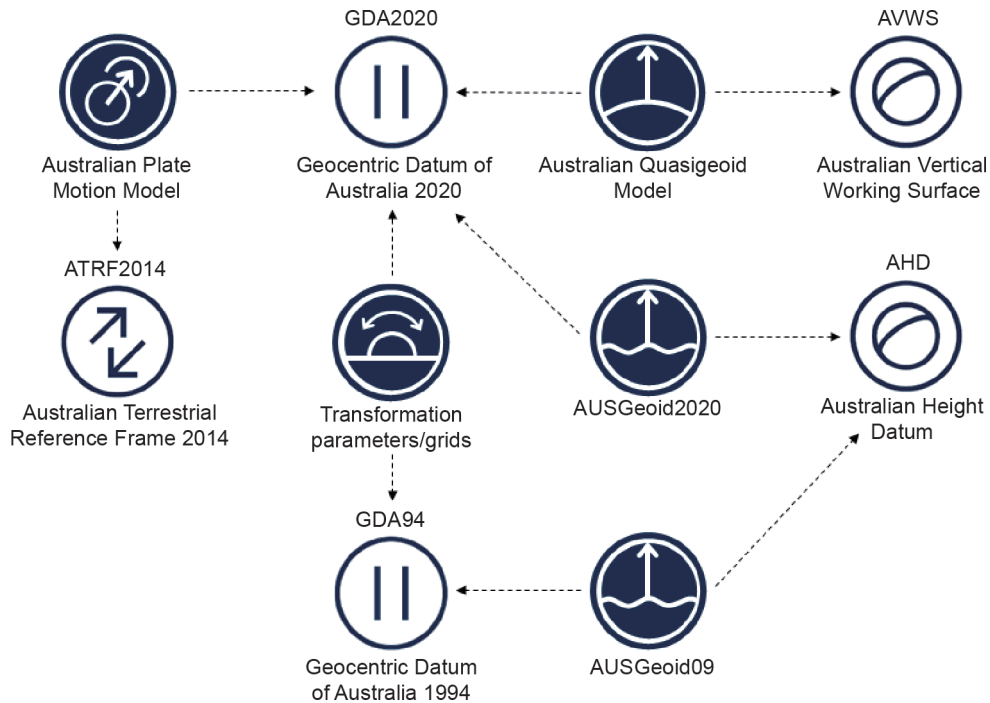 GDA2020
AVWS
Australian Plate
Motion Model
Geocentric Datum of
Australia 2020
Australian Quasigeoid
Model
Australian Vertical
Working Surface
ATRF2014
AHD
Australian Terrestrial
Reference Frame 2014
Transformation
parameters/grids
AUSGeoid2020
Australian Height
Datum
GDA94
Geocentric Datum
of Australia 1994
AUSGeoid09